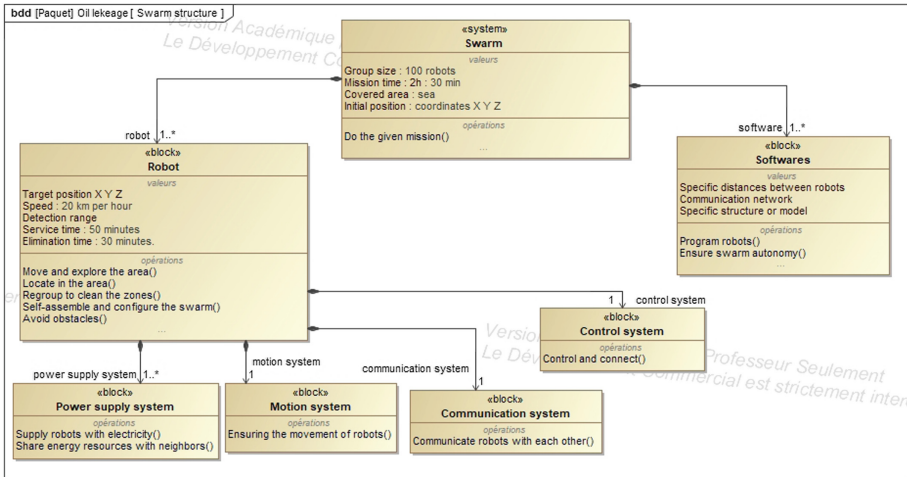 bdd [Paquet] Oil lekeage [ Swarm structure ]
Version Académique
Le Développement Co
«system»
Swarm
valeurs
Group size : 100 robots
Mission time : 2h : 30 min
Covered area : sea
Initial position : coordinates X Y Z
opérations
Do the given mission()
...
robot 1..*
software 1..*
«block»
Robot
valeurs
Target position X Y Z
Speed : 20 km per hour
Detection range
Service time : 50 minutes
Elimination time : 30 minutes.
opérations
Move and explore the area()
Locate in the area()
Regroup to clean the zones()
Self-assemble and configure the swarm()
Avoid obstacles()
...
«block»
Softwares
valeurs
Specific distances between robots
Communication network
Specific structure or model
opérations
Program robots()
Ensure swarm autonomy()
...
1 control system
«block»
Control system
opérations
Control and connect()
Version Professeur Seulement
Le Dév Commercial est strictement inter
power supply system 1..*
motion system
1
communication system
1
«block»
Power supply system
opérations
Supply robots with electricity()
Share energy resources with neighbors()
«block»
Motion system
opérations
Ensuring the movement of robots()
«block»
Communication system
opérations
Communicate robots with each other()